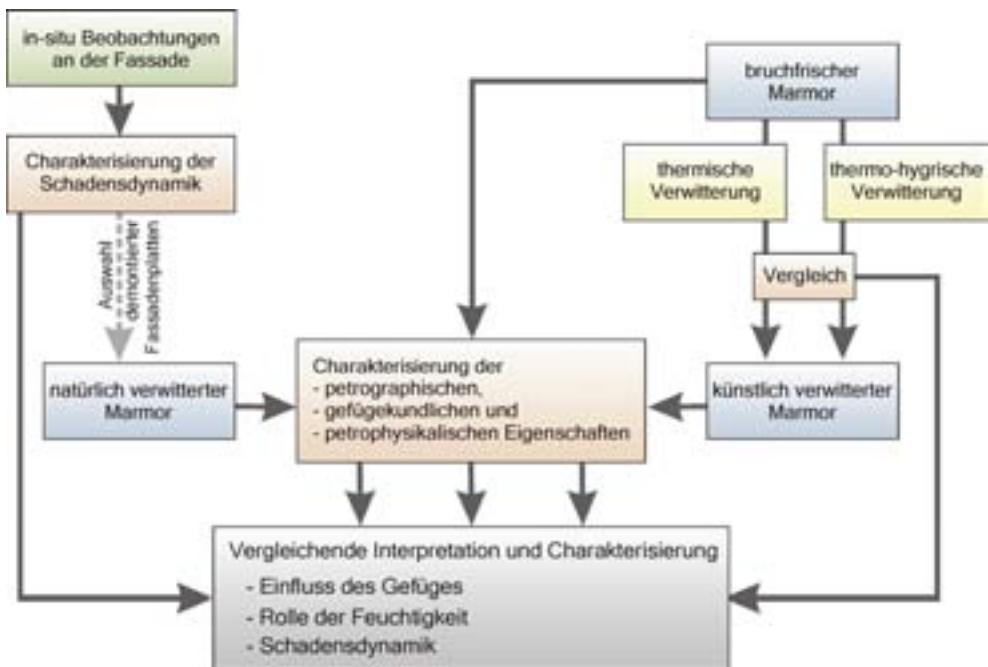 in-situ Beobachtungen
an der Fassade
Charakterisierung der
Schadensdynamik
Auswahl
demontierter
Fassadenplatten
natürlich verwitterter
Marmor
bruchfrischer
Marmor
thermische
Verwitterung
thermo-hygrische
Verwitterung
Vergleich
künstlich verwitterter
Marmor
Charakterisierung der
- petrographischen,
- gefügekundlichen und
- petrophysikalischen Eigenschaften
Vergleichende Interpretation und Charakterisierung
- Einfluss des Gefüges
- Rolle der Feuchtigkeit
- Schadensdynamik